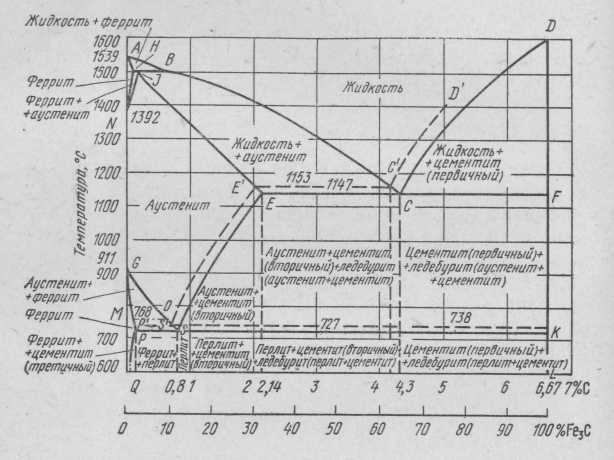 Жидкость+феррит
D
1600
1539
A
H
B
1500
J
Феррит
Феррит+
+аустенит
1400
N
1392
1300
1200
1100
1000
911
900
700
600
Температура, °C
Жидкость
D'
Жидкость+
+аустенит
Жидкость+
+цементит
(первичный)
C'
1153
1147
E'
E
C
F
Аустенит
G
Аустенит+
+феррит
M
768
O
Феррит
P'
S'
S
P
Феррит+
+цементит
(третичный)
Аустенит+
+цементит
(вторичный)
Аустенит+цементит
(вторичный)+ледебурит
(аустенит+цементит)
Цементит(первичный)+
+ледебурит(аустенит+
+цементит)
727
738
K
Феррит+
+перлит
Перлит
Перлит+
+цементит
(вторичный)
Перлит+цементит(вторичный)+
+ледебурит(перлит+цементит)
Цементит(первичный)+
+ледебурит(перлит+цементит)
L
Q 0,8 1 2 2,14 3 4 4,3 5 6 6,67 7%C
0 10 20 30 40 50 60 70 80 90 100 %Fe₃C